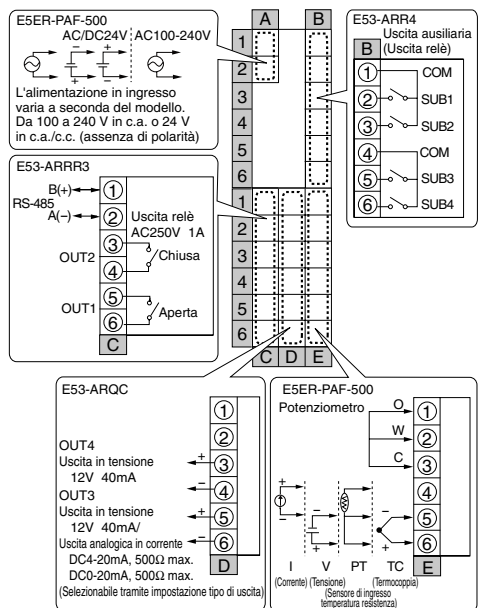 E5ER-PAF-500
AC/DC24V AC100-240V
L'alimentazione in ingresso
varia a seconda del modello.
Da 100 a 240 V in c.a. o 24 V
in c.a./c.c. (assenza di polarità)
A B
1
2
3
4
5
6
1
2
3
4
5
6
C D E
E53-ARR4
Uscita ausiliaria
(Uscita relè)
B
1 COM
2 SUB1
3 SUB2
4 COM
5 SUB3
6 SUB4
E53-ARRR3
B(+) 1
RS-485
A(−) 2
Uscita relè
AC250V 1A
3
OUT2 Chiusa
4
5
OUT1 Aperta
6
C
E53-ARQC
1
2
OUT4
Uscita in tensione + 3
12V 40mA
− 4
OUT3
Uscita in tensione + 5
12V 40mA/
Uscita analogica in corrente − 6
DC4-20mA, 500Ω max.
DC0-20mA, 500Ω max.
D
(Selezionabile tramite impostazione tipo di uscita)
E5ER-PAF-500
Potenziometro
O 1
W 2
C 3
4
5
6
+ − − + − +
I V PT TC E
(Corrente) (Tensione) (Termocoppia)
(Sensore di ingresso
temperatura resistenza)